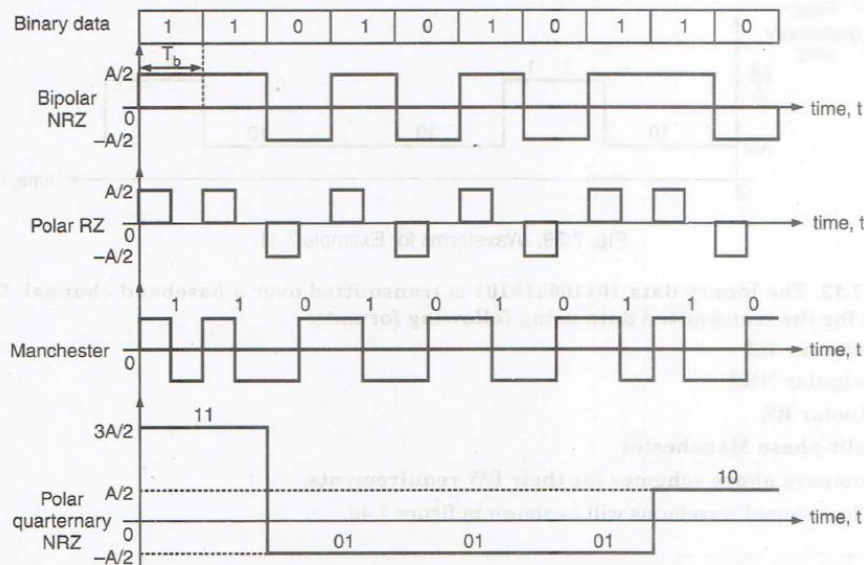 Binary data 1 1 0 1 0 1 0 1 1 0
T_b
A/2
Bipolar
NRZ
0
time, t
−A/2
A/2
Polar RZ
0
time, t
−A/2
1 1 0 1 0 1 0 1 1 0
Manchester
0
time, t
11
3A/2
10
A/2
Polar
quarternary
NRZ
0
time, t
01 01 01
−A/2